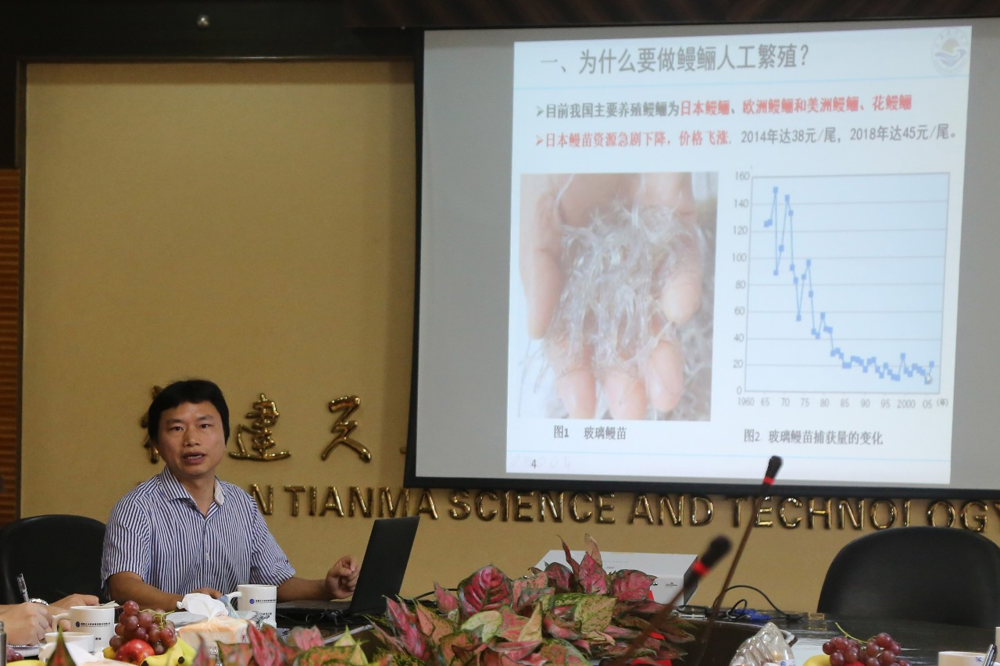 一、为什么要做鳗鲡人工繁殖？
➢目前我国主要养殖鳗鲡为日本鳗鲡、欧洲鳗鲡和美洲鳗鲡、花鳗鲡
➢日本鳗苗资源急剧下降，价格飞涨. 2014年达38元/尾，2018年达45元/尾。
160
140
120
100
80
60
40
20
0
1960 65 70 75 80 85 90 95 2000 05 (年)
图1 玻璃鳗苗
图2. 玻璃鳗苗捕获量的变化
4
福建天
N TIANMA SCIENCE AND TECHNOLOGY